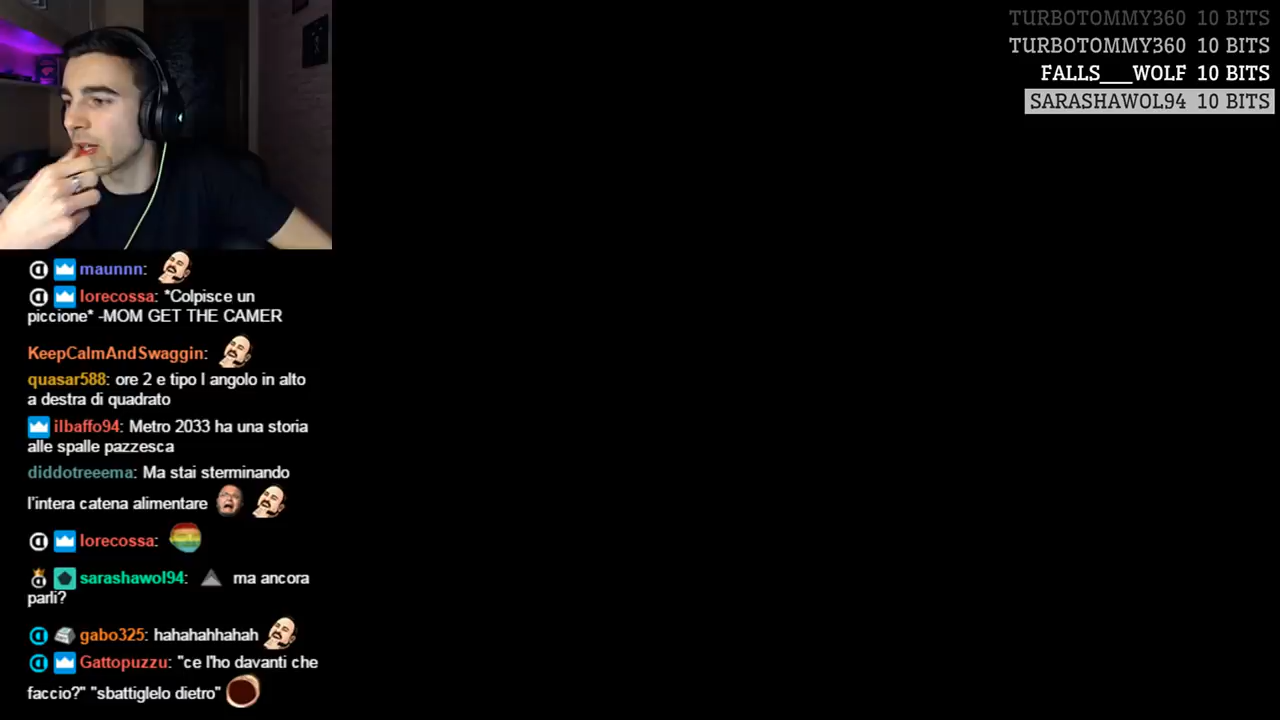 TURBOTOMMY360 10 BITS
TURBOTOMMY360 10 BITS
FALLS___WOLF 10 BITS
SARASHAWOL94 10 BITS
maunnn:
lorecossa: *Colpisce un
piccione* -MOM GET THE CAMER
KeepCalmAndSwaggin:
quasar588: ore 2 e tipo l angolo in alto
a destra di quadrato
ilbaffo94: Metro 2033 ha una storia
alle spalle pazzesca
diddotreeema: Ma stai sterminando
l'intera catena alimentare
lorecossa:
sarashawol94: ma ancora
parli?
gabo325: hahahahhahah
Gattopuzzu: "ce l'ho davanti che
faccio?" "sbattiglelo dietro"